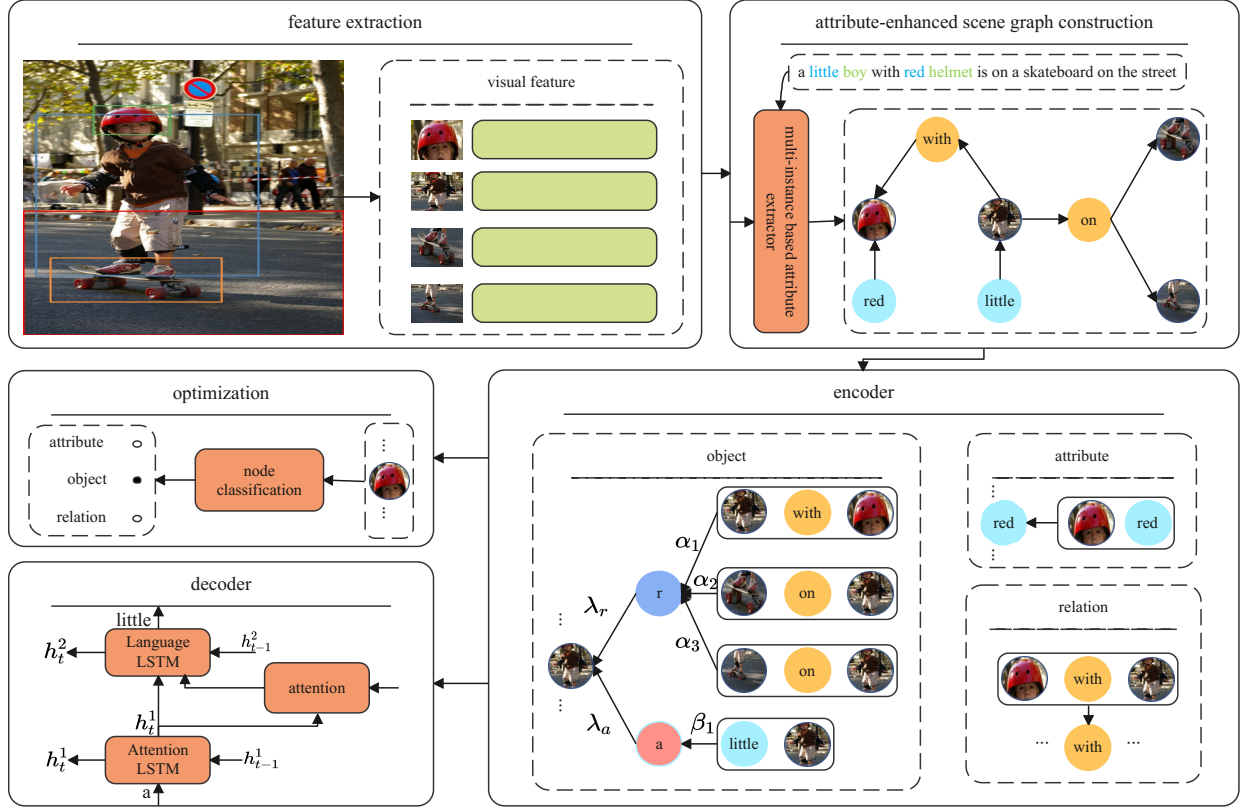 feature extraction
visual feature
attribute-enhanced scene graph construction
a little boy with red helmet is on a skateboard on the street
multi-instance based attribute
extractor
with
on
red
little
optimization
attribute
object
relation
node
classification
...
...
encoder
object
with
α₁
r
α₂
on
λᵣ
α₃
on
...
...
λₐ
a
β₁
little
attribute
...
red
red
...
relation
with
...
with
...
decoder
little
h²ₜ
Language
LSTM
h²ₜ₋₁
attention
h¹ₜ
h¹ₜ
Attention
LSTM
h¹ₜ₋₁
a